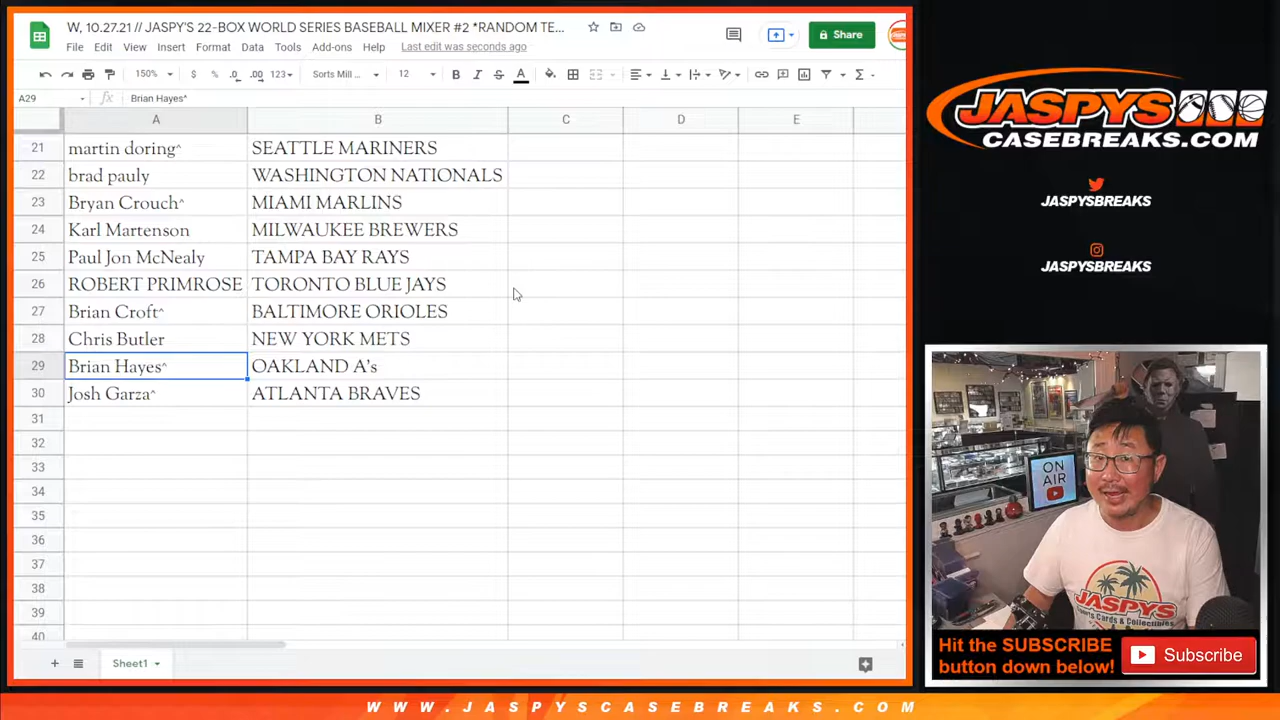 W, 10.27.21 // JASPY'S 22-BOX WORLD SERIES BASEBALL MIXER #2 *RANDOM TE...
File Edit View Insert Format Data Tools Add-ons Help Last edit was seconds ago
Share
150% $ % .0 .00 123 Sorts Mill ... 12 B I S A
A29 fx Brian Hayes^
A B C D E
21 martin doring^ SEATTLE MARINERS
22 brad pauly WASHINGTON NATIONALS
23 Bryan Crouch^ MIAMI MARLINS
24 Karl Martenson MILWAUKEE BREWERS
25 Paul Jon McNealy TAMPA BAY RAYS
26 ROBERT PRIMROSE TORONTO BLUE JAYS
27 Brian Croft^ BALTIMORE ORIOLES
28 Chris Butler NEW YORK METS
29 Brian Hayes^ OAKLAND A's
30 Josh Garza^ ATLANTA BRAVES
31
32
33
34
35
36
37
38
39
40
Sheet1
JASPYS
CASEBREAKS.COM
JASPYSBREAKS
JASPYSBREAKS
ON
AIR
JASPYS
Sports Cards & Collectibles
Hit the SUBSCRIBE
button down below!
Subscribe
WWW.JASPYSCASEBREAKS.COM